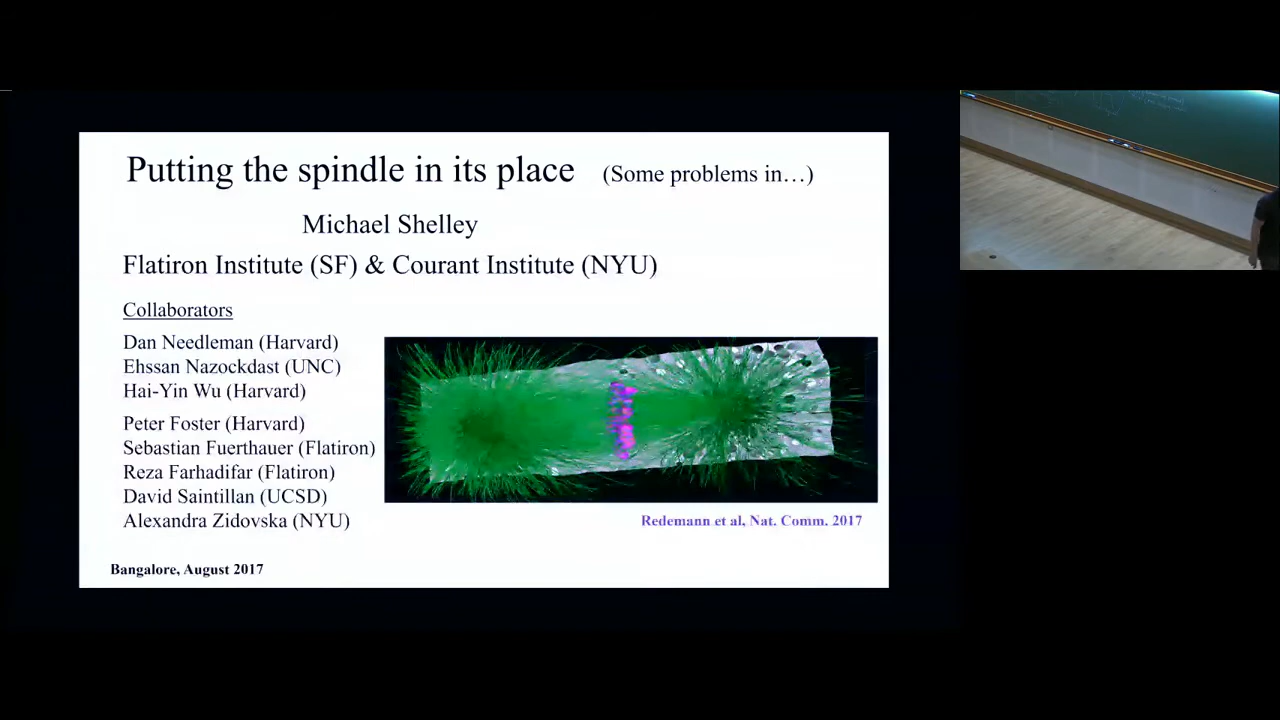 Putting the spindle in its place (Some problems in…)
Michael Shelley
Flatiron Institute (SF) & Courant Institute (NYU)
Collaborators
Dan Needleman (Harvard)
Ehssan Nazockdast (UNC)
Hai-Yin Wu (Harvard)
Peter Foster (Harvard)
Sebastian Fuerthauer (Flatiron)
Reza Farhadifar (Flatiron)
David Saintillan (UCSD)
Alexandra Zidovska (NYU)
Redemann et al, Nat. Comm. 2017
Bangalore, August 2017